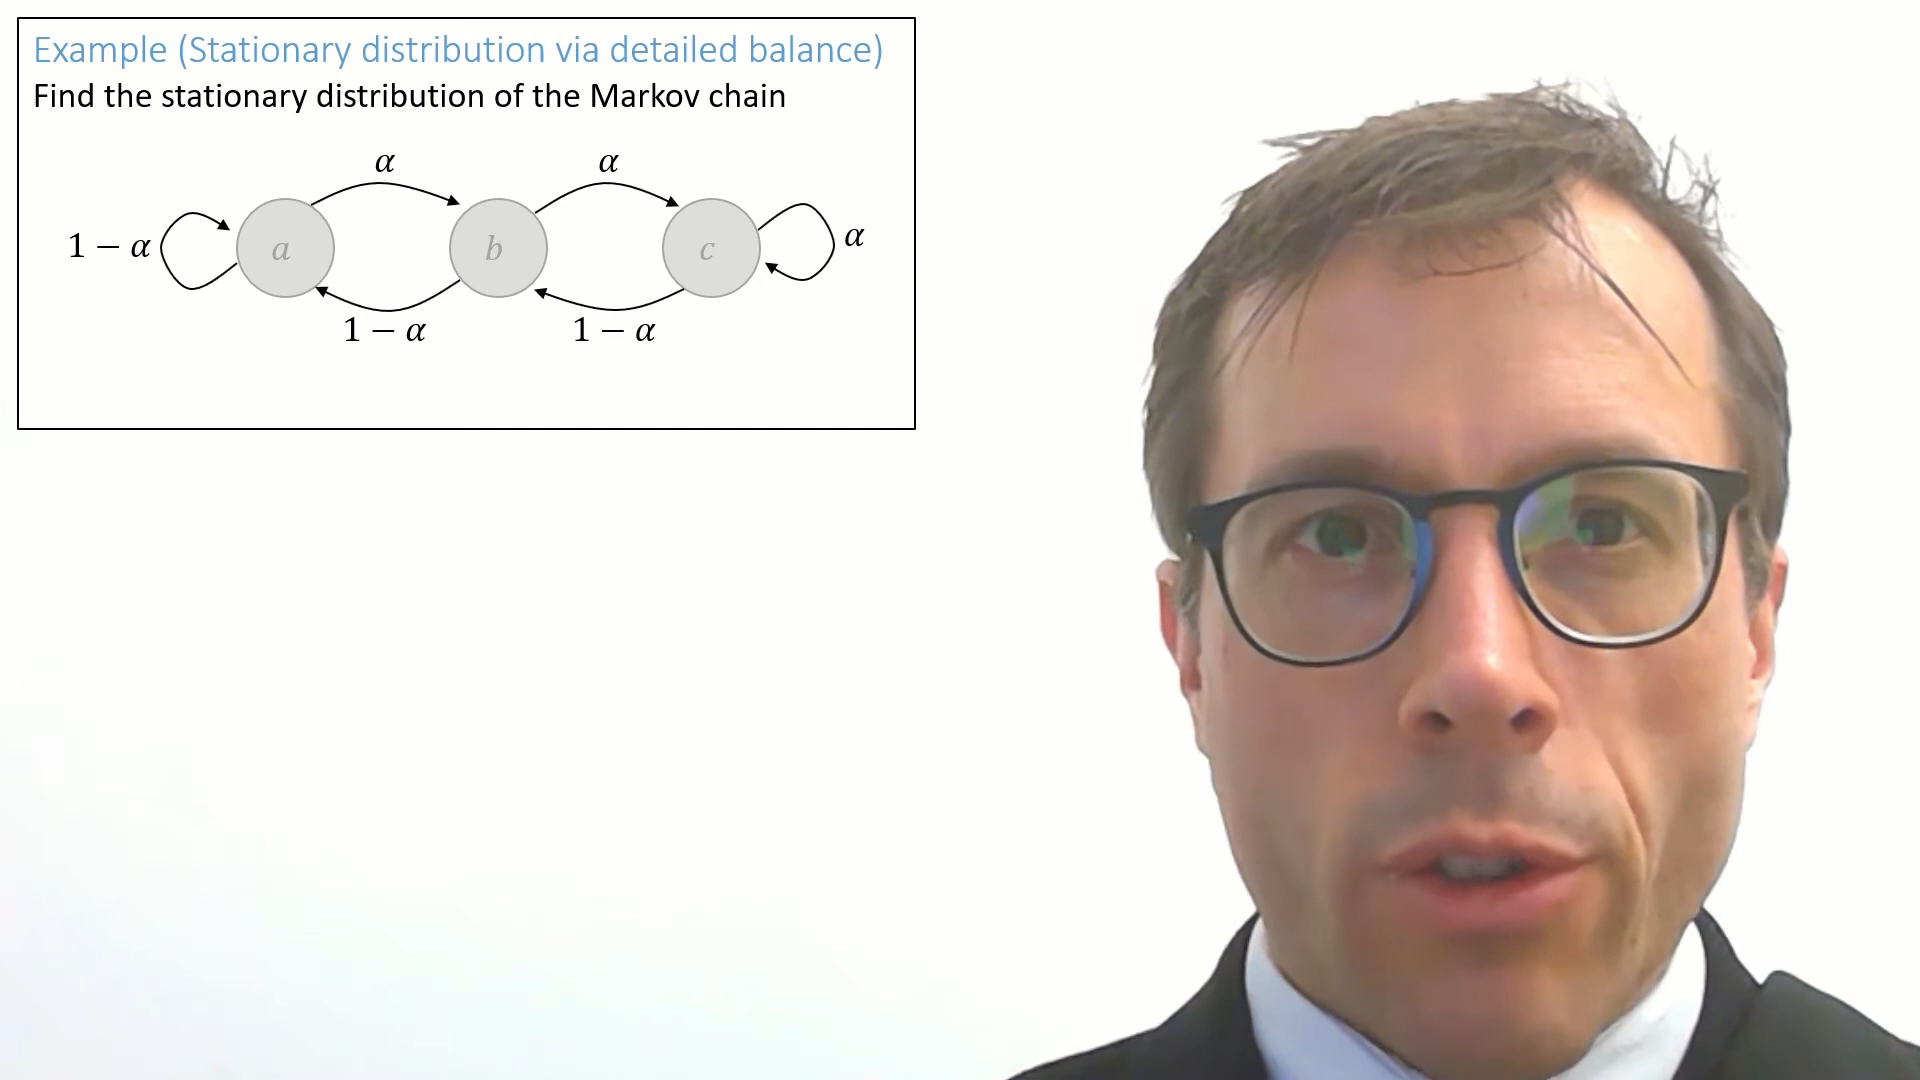 Example (Stationary distribution via detailed balance)
Find the stationary distribution of the Markov chain
α α
1 − α a b c α
1 − α 1 − α